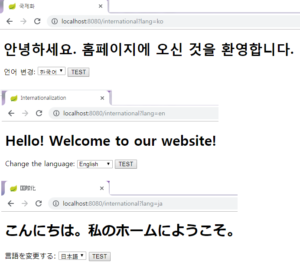 국제화
localhost:8080/international?lang=ko
안녕하세요. 홈페이지에 오신 것을 환영합니다.
언어 변경: 한국어 TEST
Internationalization
localhost:8080/international?lang=en
Hello! Welcome to our website!
Change the language: English TEST
国際化
localhost:8080/international?lang=ja
こんにちは。私のホームにようこそ。
言語を変更する: 日本語 TEST